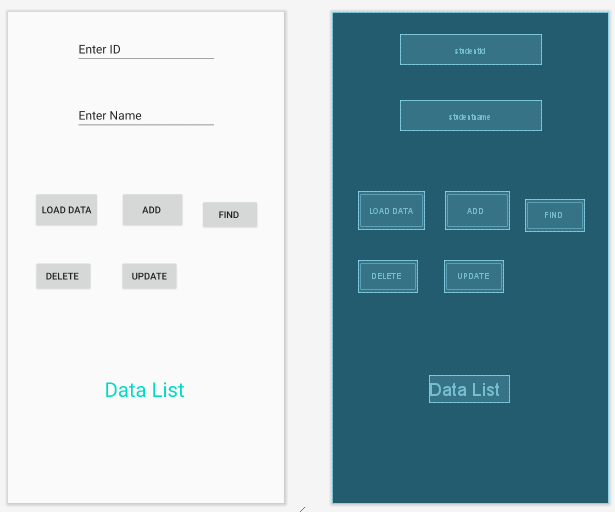 Enter ID
Enter Name
LOAD DATA ADD FIND
DELETE UPDATE
Data List
studentid
studentname
LOAD DATA ADD FIND
DELETE UPDATE
Data List